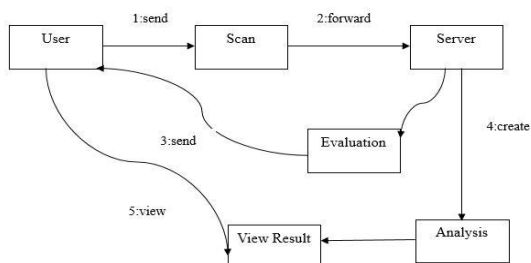 1:send
2:forward
User
Scan
Server
3:send
Evaluation
4:create
5:view
View Result
Analysis